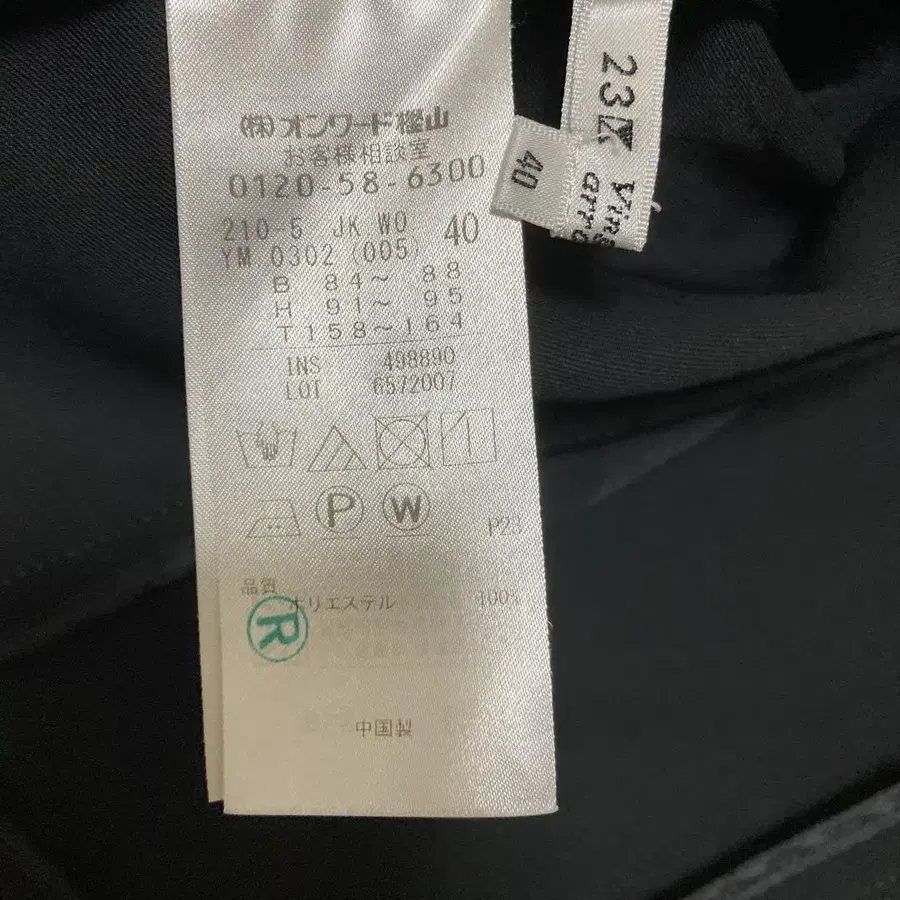 (株)オンワード樫山
お客様相談室
0120-58-6300
210-5 JK WO 40
YM 0302 (005)
B 84~ 88
H 91~ 95
T158~164
INS 498890
LOT 6572007
1
P W
P23
品質
ポリエステル 100%
R
中国製
23区
40